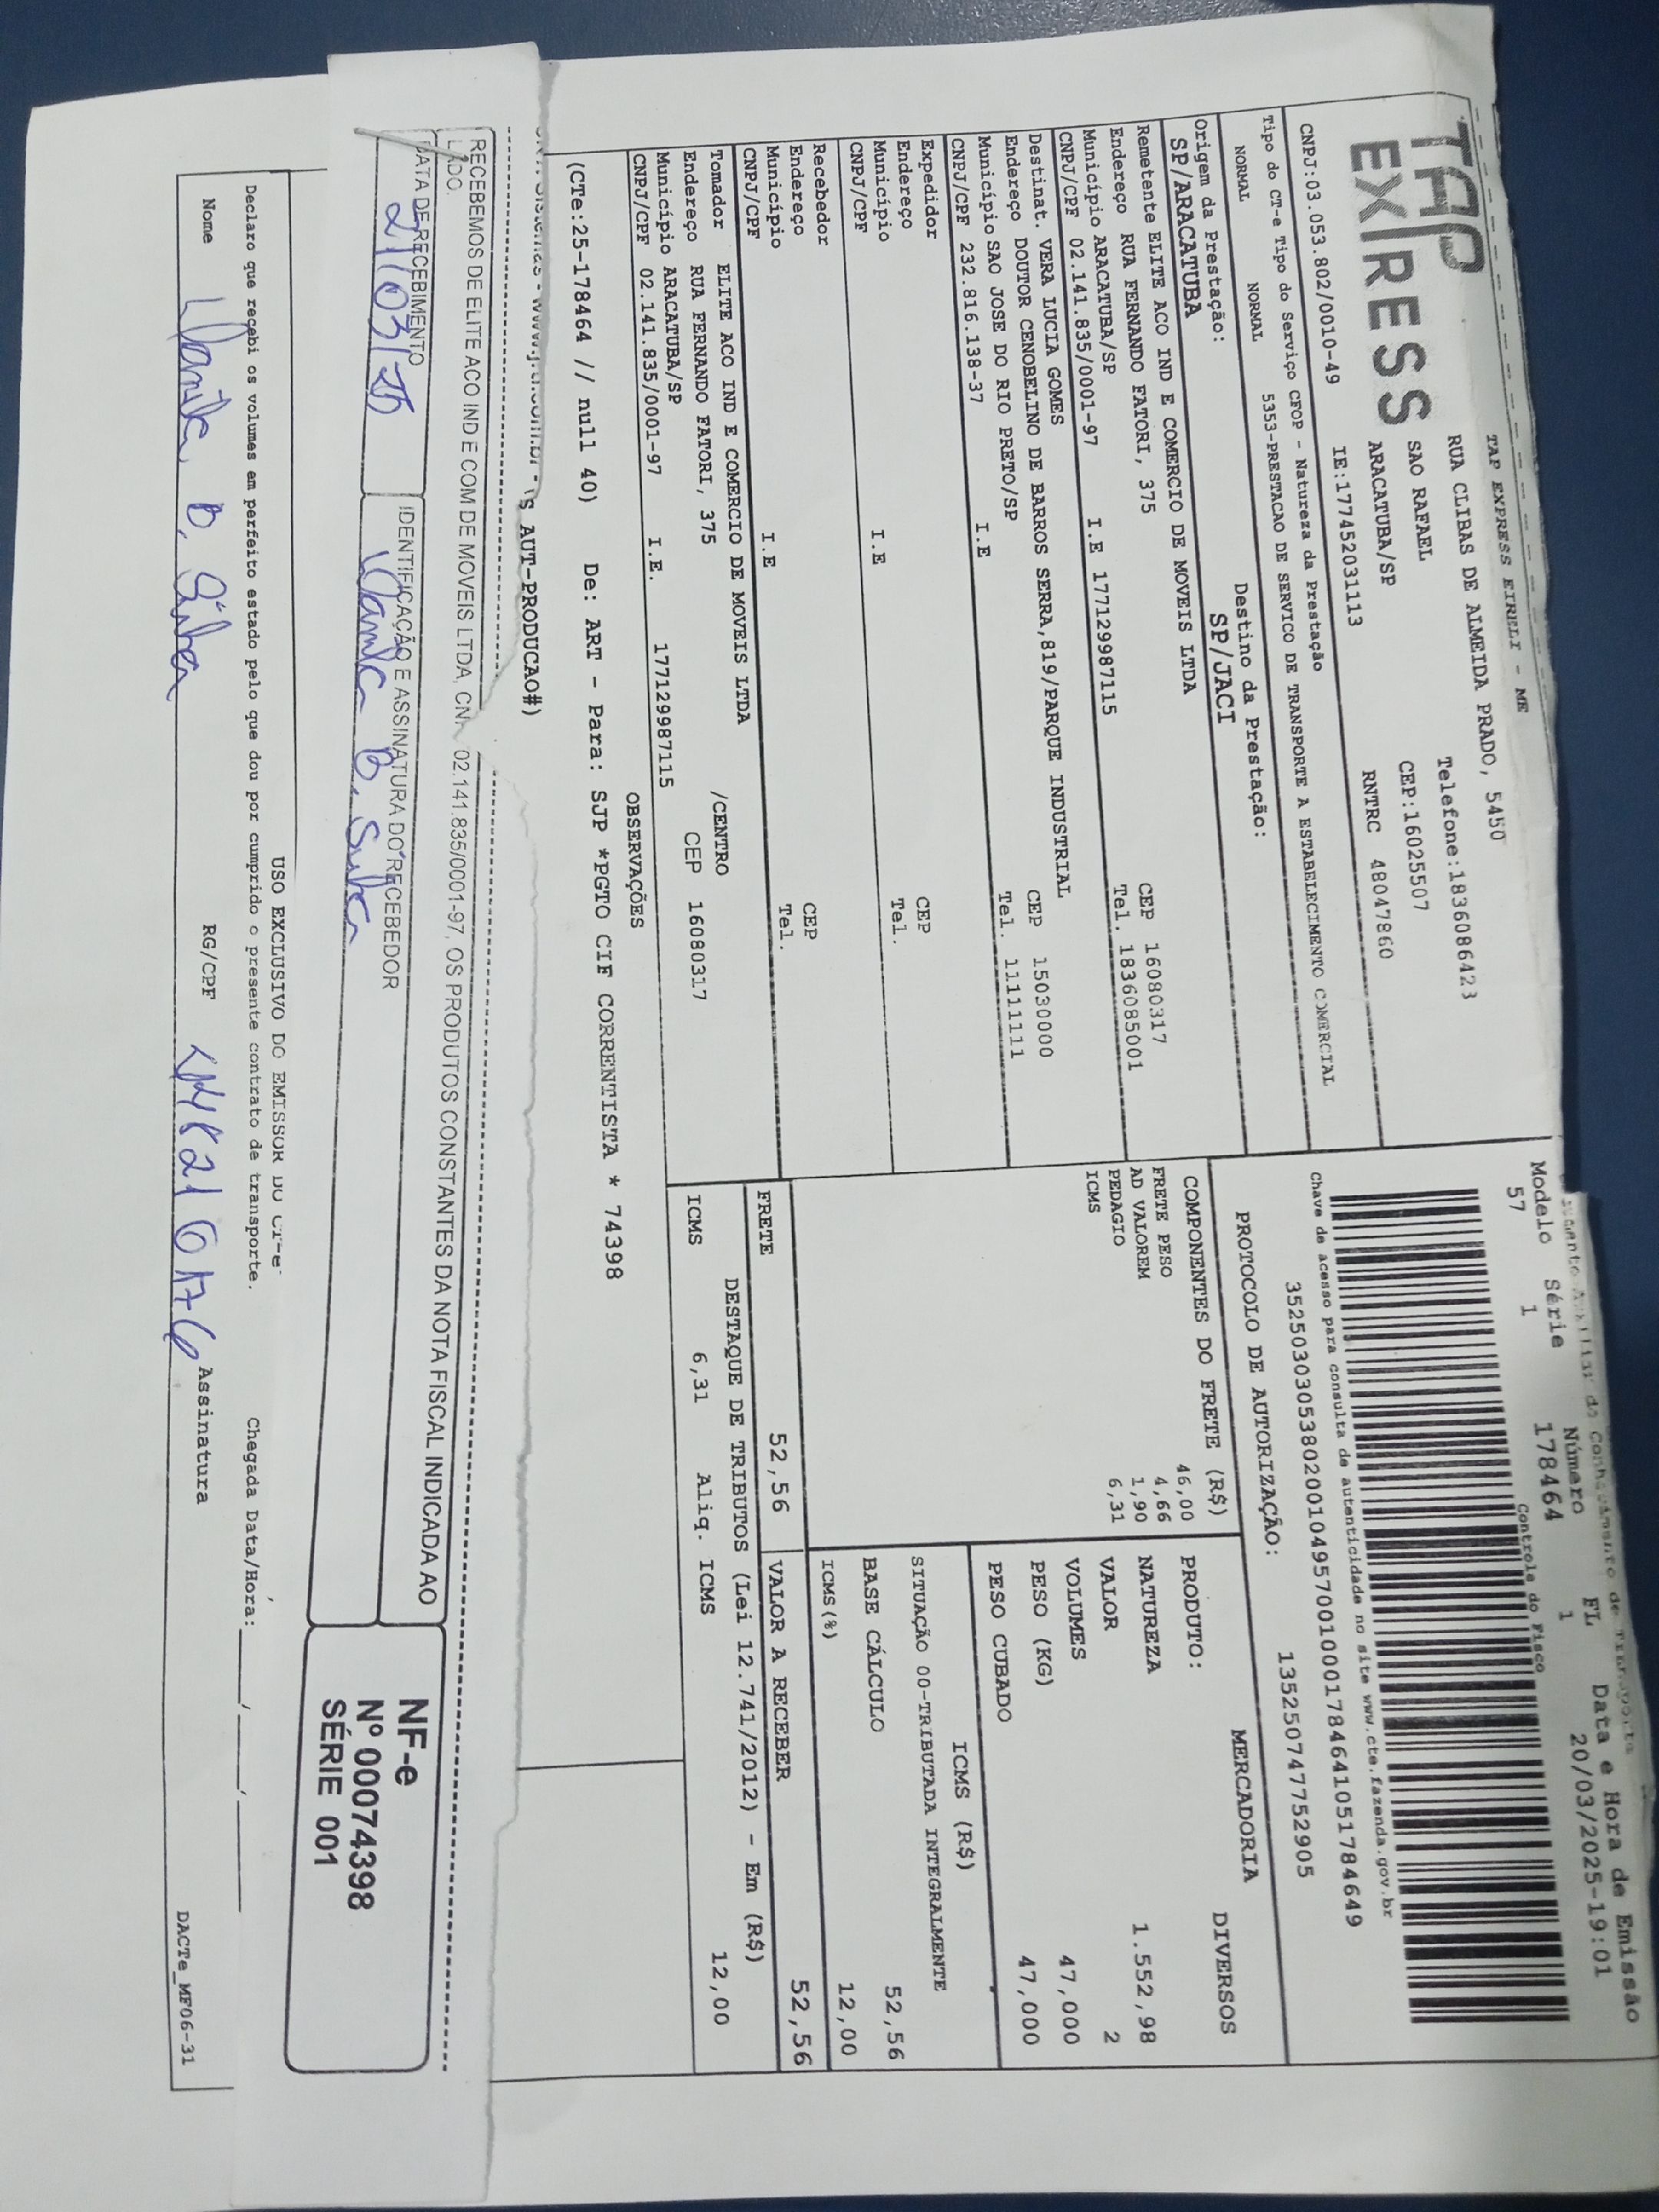 TAP EXPRESS
TAP EXPRESS EIRELI - ME
RUA CLIBAS DE ALMEIDA PRADO, 5450
SAO RAFAEL Telefone:1836086423
ARACATUBA/SP CEP:16025507
CNPJ:03.053.802/0010-49 IE:177452031113 RNTRC 48047860
Modelo Série Número FL Data e Hora de Emissão
57 1 178464 1 20/03/2025-19:01
Controle do Fisco
Chave de acesso para consulta de autenticidade no site www.cte.fazenda.gov.br
35250303053802001049570010001784641051784649
PROTOCOLO DE AUTORIZAÇÃO: 135250747752905
Tipo do CT-e Tipo do Serviço CFOP - Natureza da Prestação
NORMAL NORMAL 5353-PRESTACAO DE SERVICO DE TRANSPORTE A ESTABELECIMENTO COMERCIAL
Origem da Prestação: Destino da Prestação:
SP/ARACATUBA SP/JACI
Remetente ELITE ACO IND E COMERCIO DE MOVEIS LTDA
Endereço RUA FERNANDO FATORI, 375 CEP 16080317
Município ARACATUBA/SP Tel. 1836085001
CNPJ/CPF 02.141.835/0001-97 I.E 177129987115
Destinat. VERA LUCIA GOMES
Endereço DOUTOR CENOBELINO DE BARROS SERRA,819/PARQUE INDUSTRIAL
Município SAO JOSE DO RIO PRETO/SP CEP 15030000
CNPJ/CPF 232.816.138-37 I.E Tel. 11111111
Expedidor
Endereço
Município CEP
CNPJ/CPF I.E Tel.
Recebedor
Endereço
Município CEP
CNPJ/CPF I.E Tel.
Tomador ELITE ACO IND E COMERCIO DE MOVEIS LTDA
Endereço RUA FERNANDO FATORI, 375 /CENTRO
Município ARACATUBA/SP CEP 16080317
CNPJ/CPF 02.141.835/0001-97 I.E. 177129987115
COMPONENTES DO FRETE (R$)
FRETE PESO 46,00
AD VALOREM 4,66
PEDAGIO 1,90
ICMS 6,31
MERCADORIA
PRODUTO: DIVERSOS
NATUREZA
VALOR 1.552,98
VOLUMES 2
PESO (KG) 47,000
PESO CUBADO 47,000
ICMS (R$)
SITUAÇÃO 00-TRIBUTADA INTEGRALMENTE
BASE CÁLCULO 52,56
ICMS(%) 12,00
FRETE 52,56 VALOR A RECEBER 52,56
DESTAQUE DE TRIBUTOS (Lei 12.741/2012) - Em (R$)
ICMS 6,31 Aliq. ICMS 12,00
OBSERVAÇÕES
(CTe:25-178464 // null 40) De: ART - Para: SJP *PGTO CIF CORRENTISTA * 74398
AUT-PRODUCAO#)
RECEBEMOS DE ELITE ACO IND E COM DE MOVEIS LTDA, 02.141.835/0001-97, OS PRODUTOS CONSTANTES DA NOTA FISCAL INDICADA AO
LADO.
DATA DE RECEBIMENTO IDENTIFICAÇÃO E ASSINATURA DO RECEBEDOR
21/03/25
NF-e
Nº 000074398
SÉRIE 001
USO EXCLUSIVO DO EMISSOR DO CT-e
Declaro que recebi os volumes em perfeito estado pelo que dou por cumprido o presente contrato de transporte. Chegada Data/Hora: / /
Nome RG/CPF Assinatura
DACTe_MF06-31